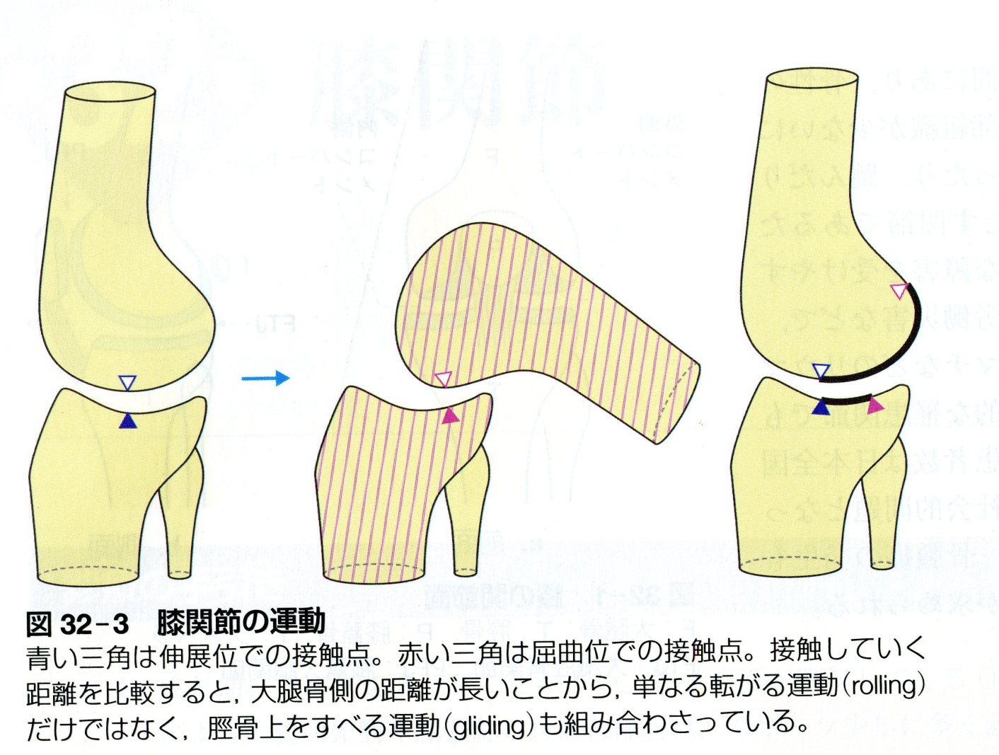 図 32-3　膝関節の運動
青い三角は伸展位での接触点。赤い三角は屈曲位での接触点。接触していく
距離を比較すると，大腿骨側の距離が長いことから，単なる転がる運動（rolling）
だけではなく，脛骨上をすべる運動（gliding）も組み合わさっている。